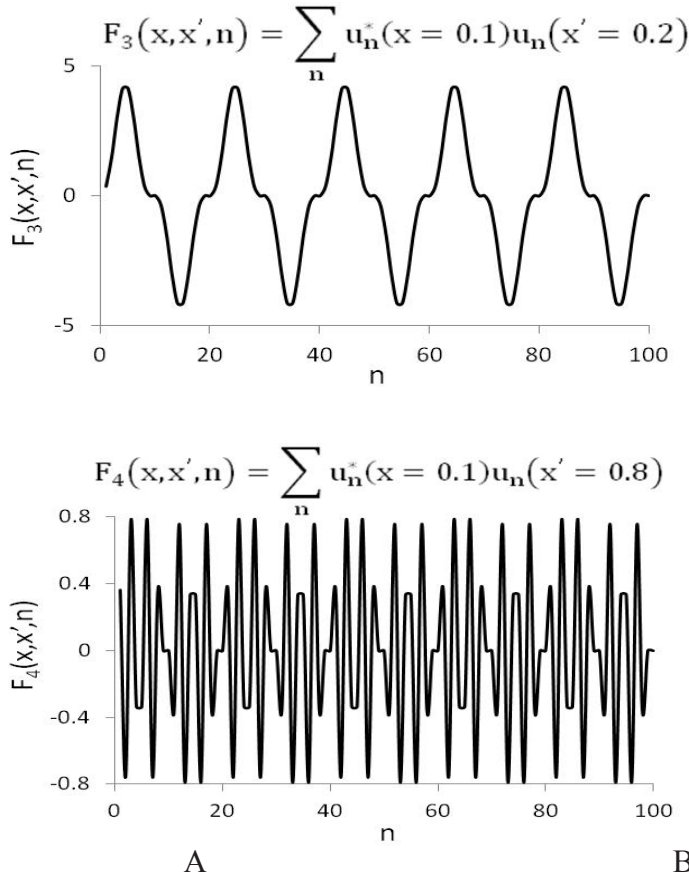 F₃(x,x′,n) = ∑ₙ uₙ*(x = 0.1)uₙ(x′ = 0.2)
5
0
-5
F₃(x,x′,n)
0 20 40 60 80 100
n
F₄(x,x′,n) = ∑ₙ uₙ*(x = 0.1)uₙ(x′ = 0.8)
0.8
0.4
0
-0.4
-0.8
F₄(x,x′,n)
0 20 40 60 80 100
n
A B